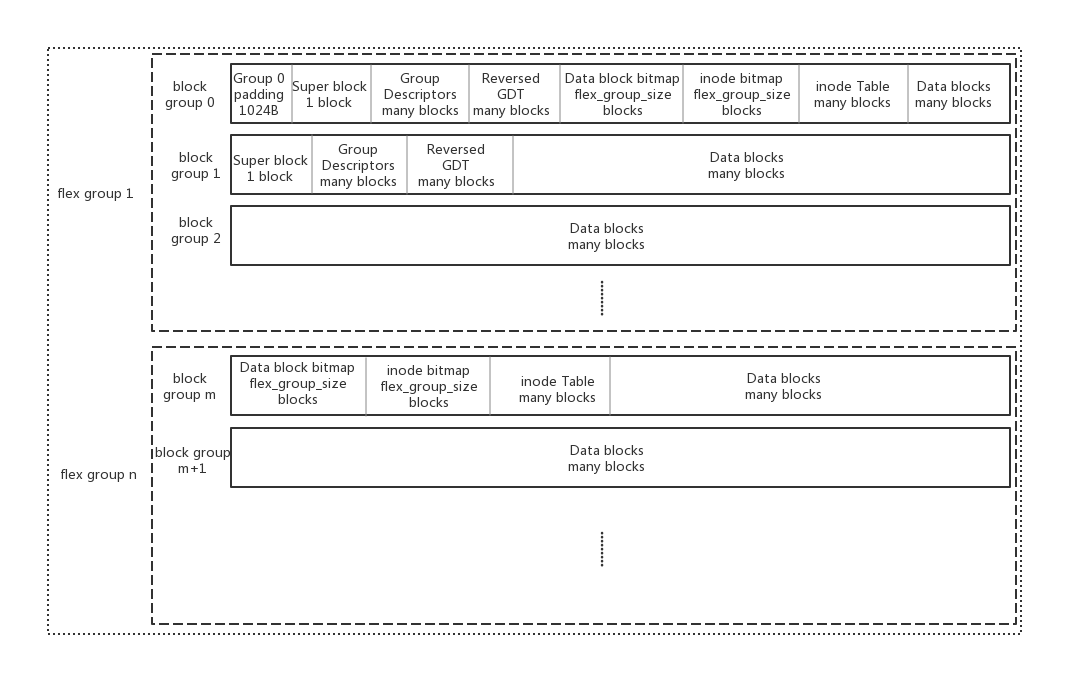 flex group 1
block
group 0
Group 0
padding
1024B
Super block
1 block
Group
Descriptors
many blocks
Reversed
GDT
many blocks
Data block bitmap
flex_group_size
blocks
inode bitmap
flex_group_size
blocks
inode Table
many blocks
Data blocks
many blocks
block
group 1
Super block
1 block
Group
Descriptors
many blocks
Reversed
GDT
many blocks
Data blocks
many blocks
block
group 2
Data blocks
many blocks
flex group n
block
group m
Data block bitmap
flex_group_size
blocks
inode bitmap
flex_group_size
blocks
inode Table
many blocks
Data blocks
many blocks
block group
m+1
Data blocks
many blocks